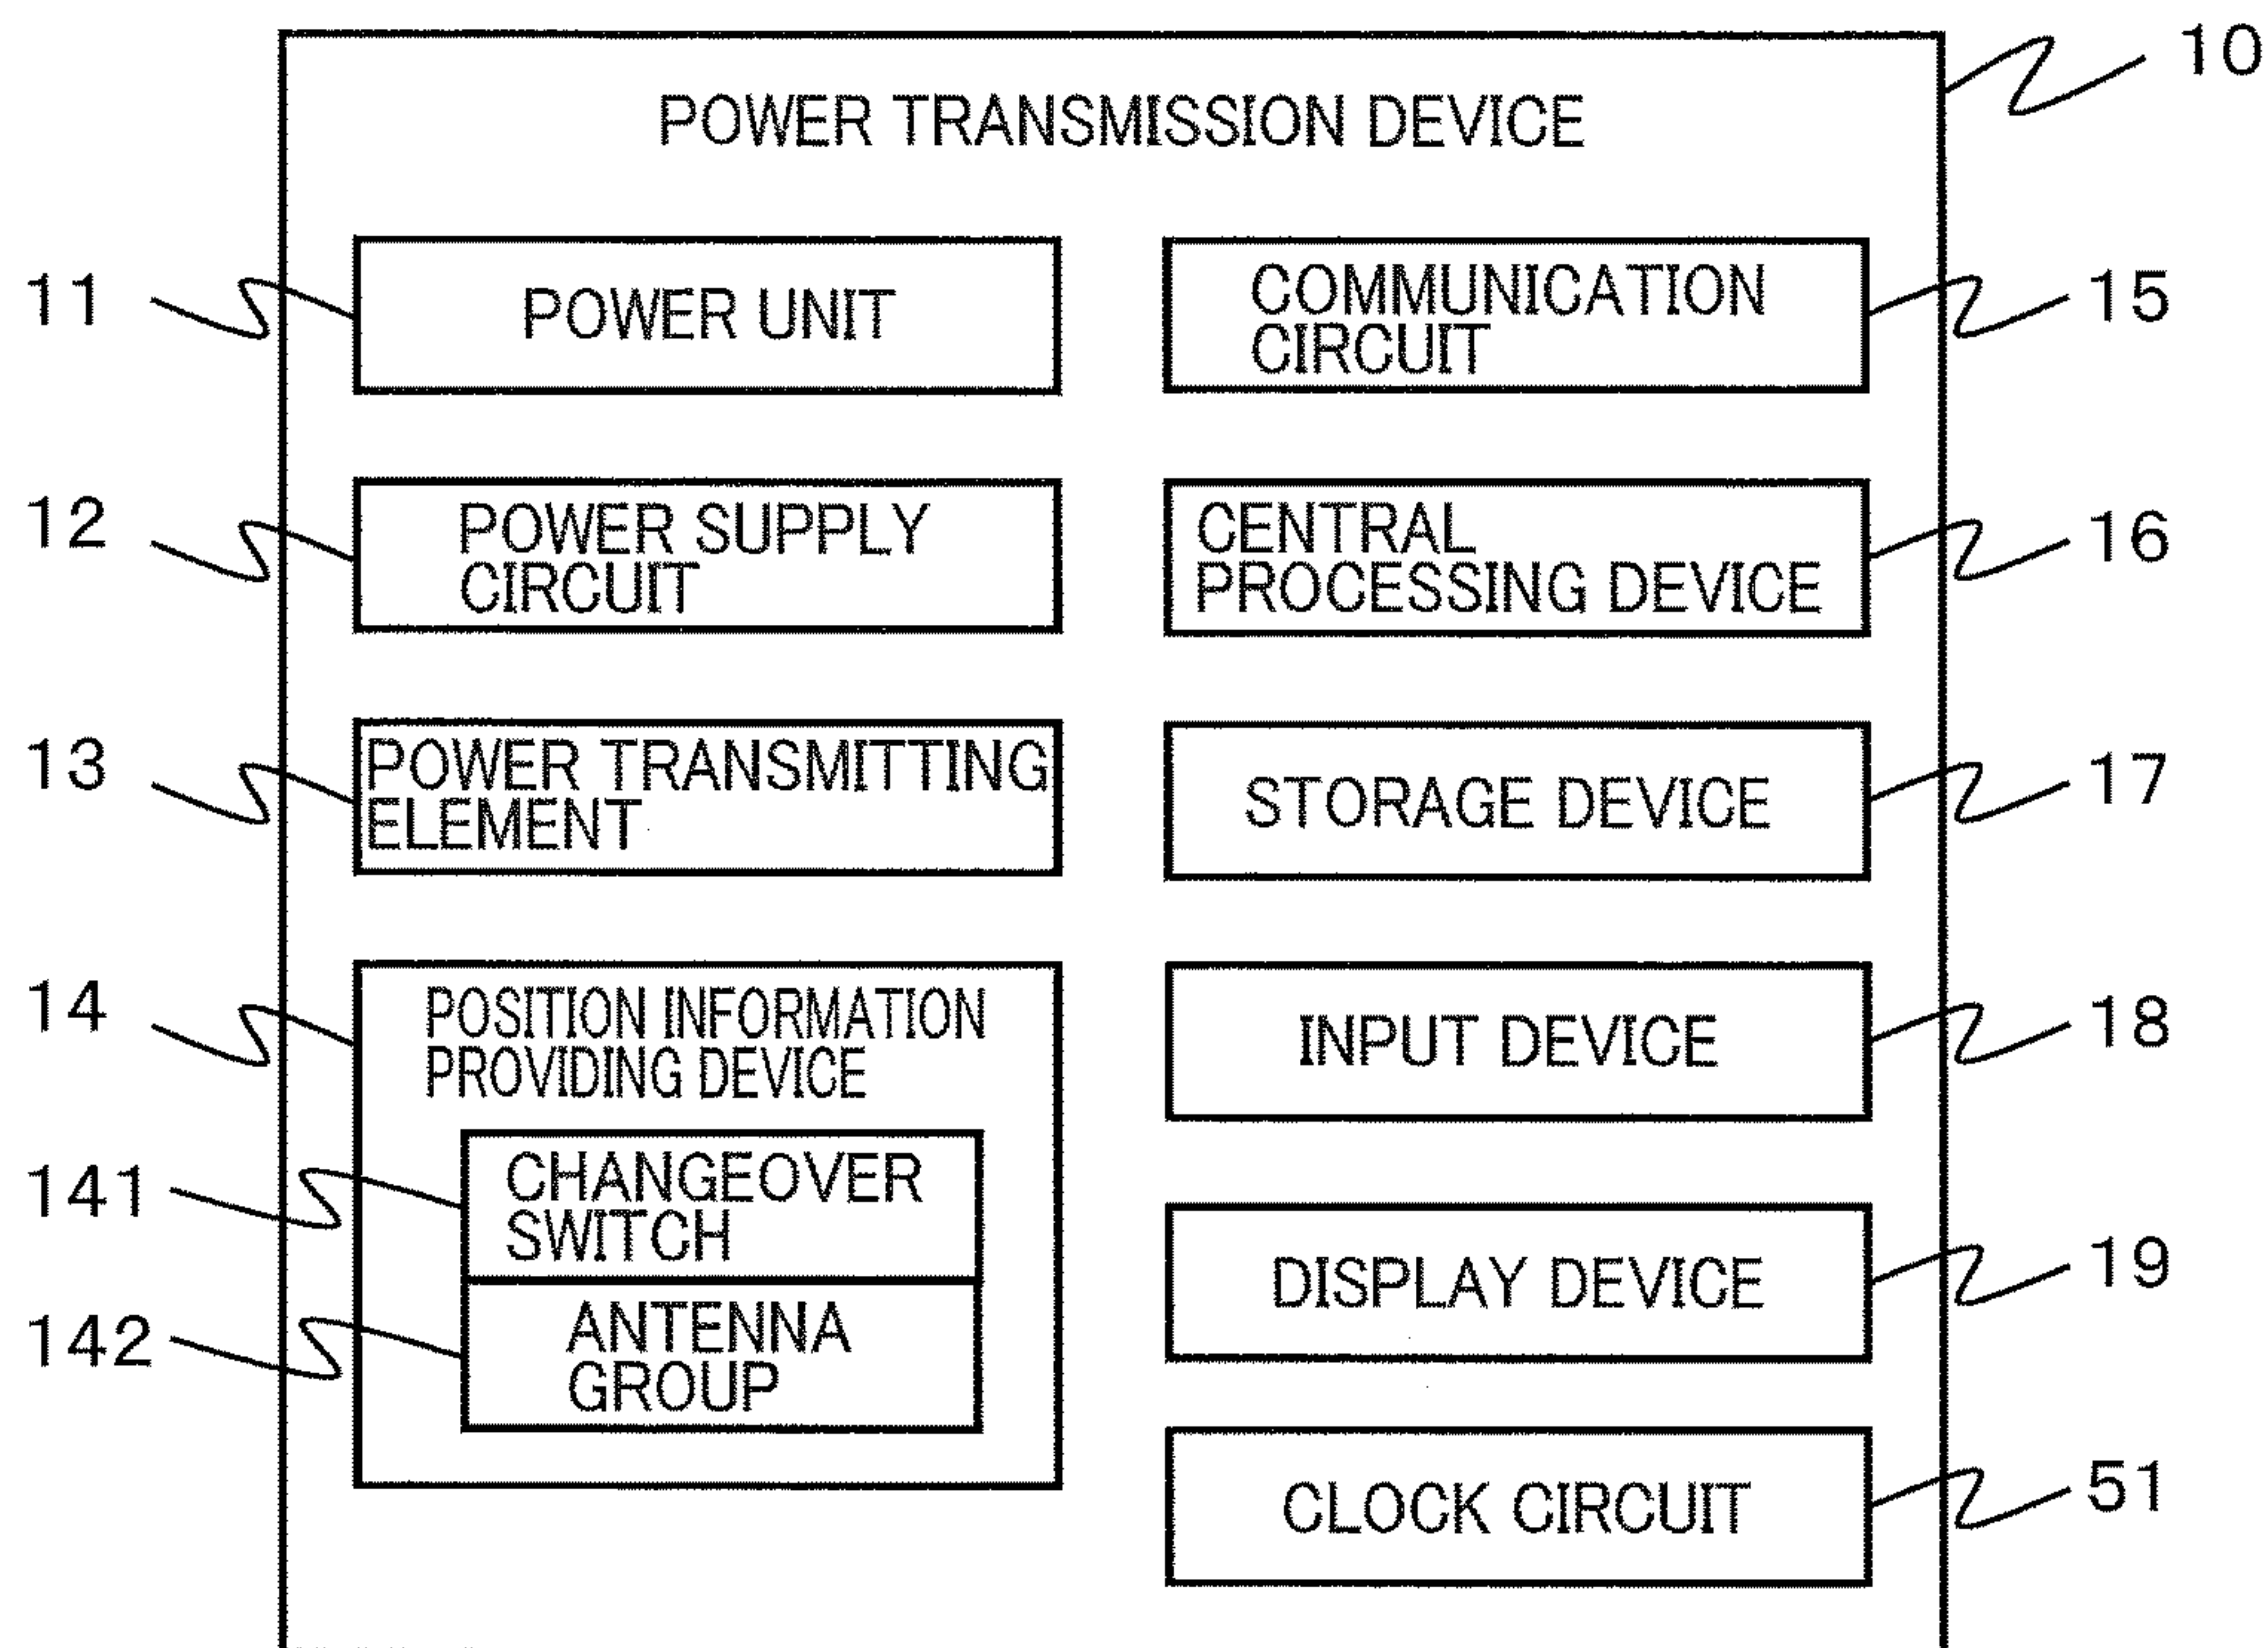 10
POWER TRANSMISSION DEVICE
11
POWER UNIT
12
POWER SUPPLY
CIRCUIT
13
POWER TRANSMITTING
ELEMENT
14
POSITION INFORMATION
PROVIDING DEVICE
141
CHANGEOVER
SWITCH
142
ANTENNA
GROUP
COMMUNICATION
CIRCUIT
15
CENTRAL
PROCESSING DEVICE
16
STORAGE DEVICE
17
INPUT DEVICE
18
DISPLAY DEVICE
19
CLOCK CIRCUIT
51